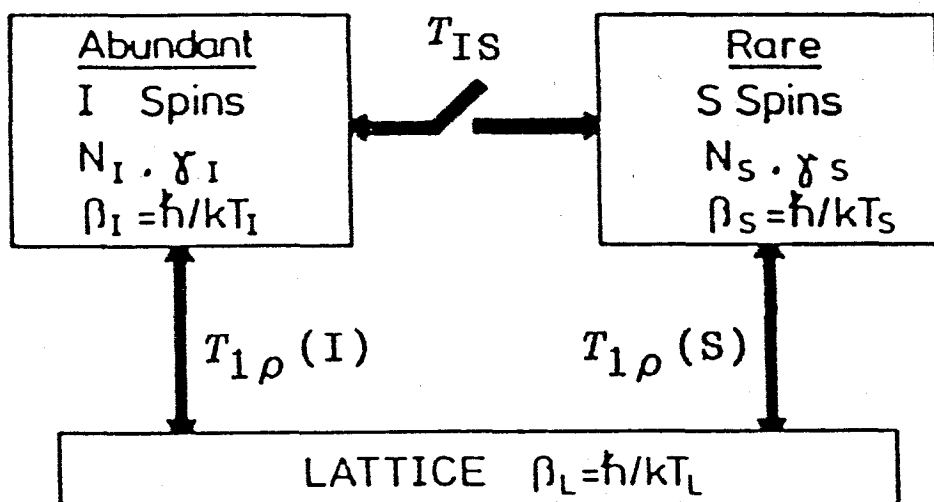 Abundant
I Spins
N_I . γ_I
β_I = ħ/kT_I
T_IS
Rare
S Spins
N_S . γ_S
β_S = ħ/kT_S
T_1ρ (I)
T_1ρ (S)
LATTICE β_L = ħ/kT_L